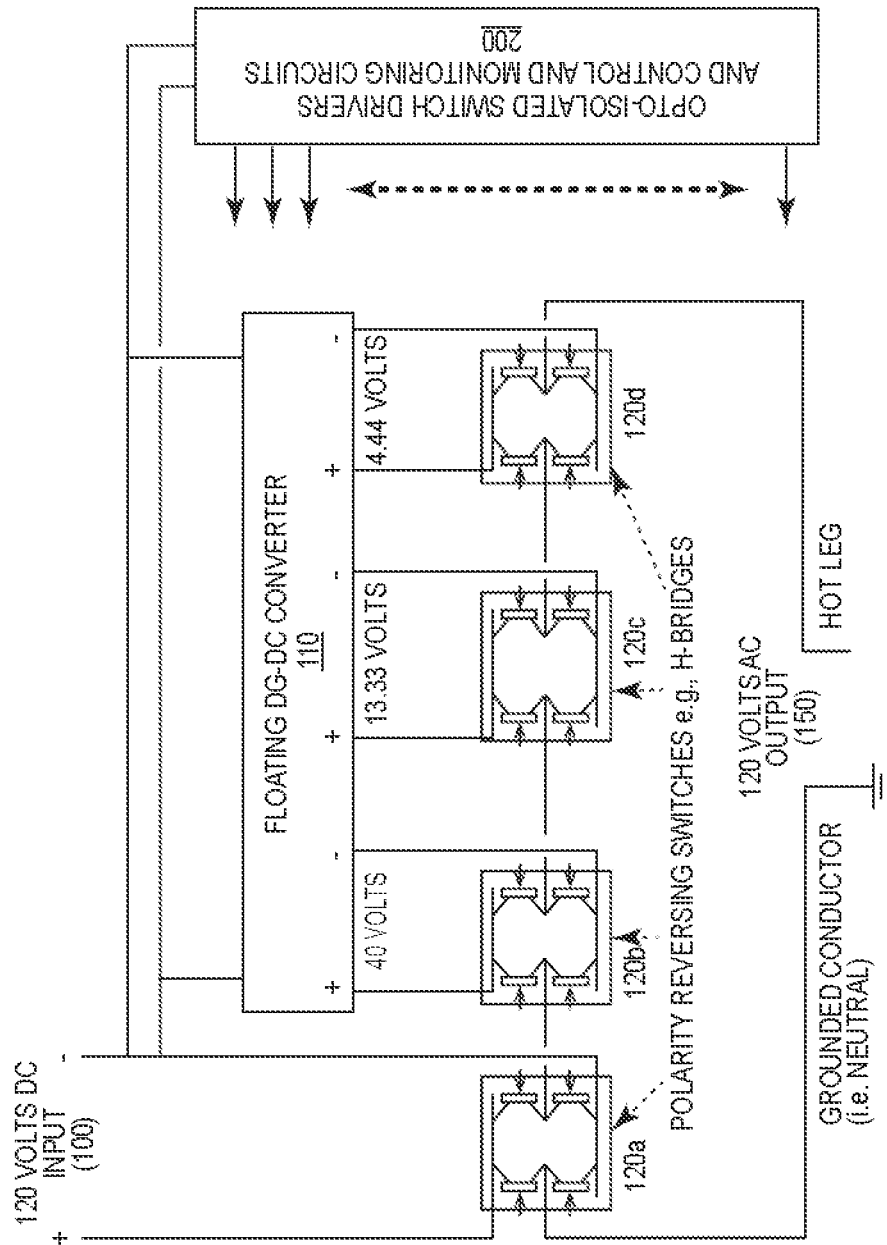 120 VOLTS DC
INPUT
(100)
+
-
FLOATING DG-DC CONVERTER
110
+
-
+
-
+
-
40 VOLTS
13.33 VOLTS
4.44 VOLTS
120a
120b
120c
120d
POLARITY REVERSING SWITCHES e.g., H-BRIDGES
GROUNDED CONDUCTOR
(i.e. NEUTRAL)
120 VOLTS AC
OUTPUT
(150)
HOT LEG
OPTO-ISOLATED SWITCH DRIVERS
AND CONTROL AND MONITORING CIRCUITS
200